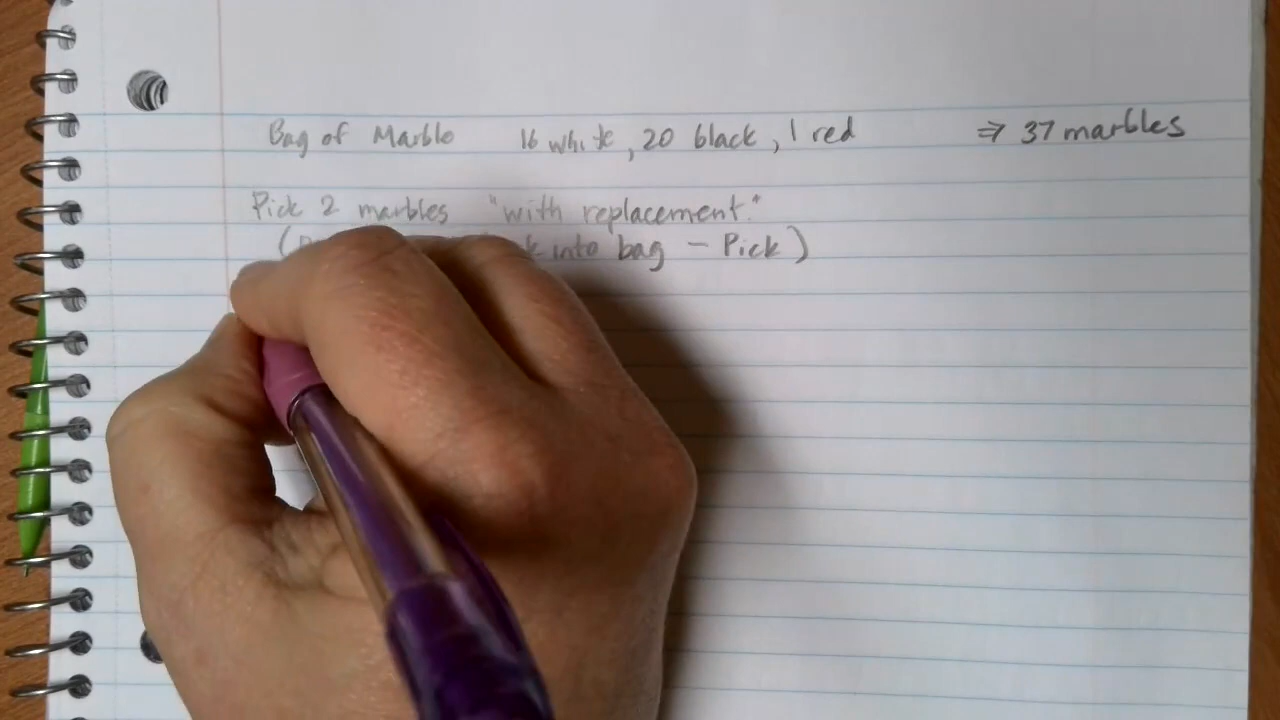 Bag of Marble 16 white, 20 black, 1 red ⇒ 37 marbles
Pick 2 marbles "with replacement."
( into bag - Pick)